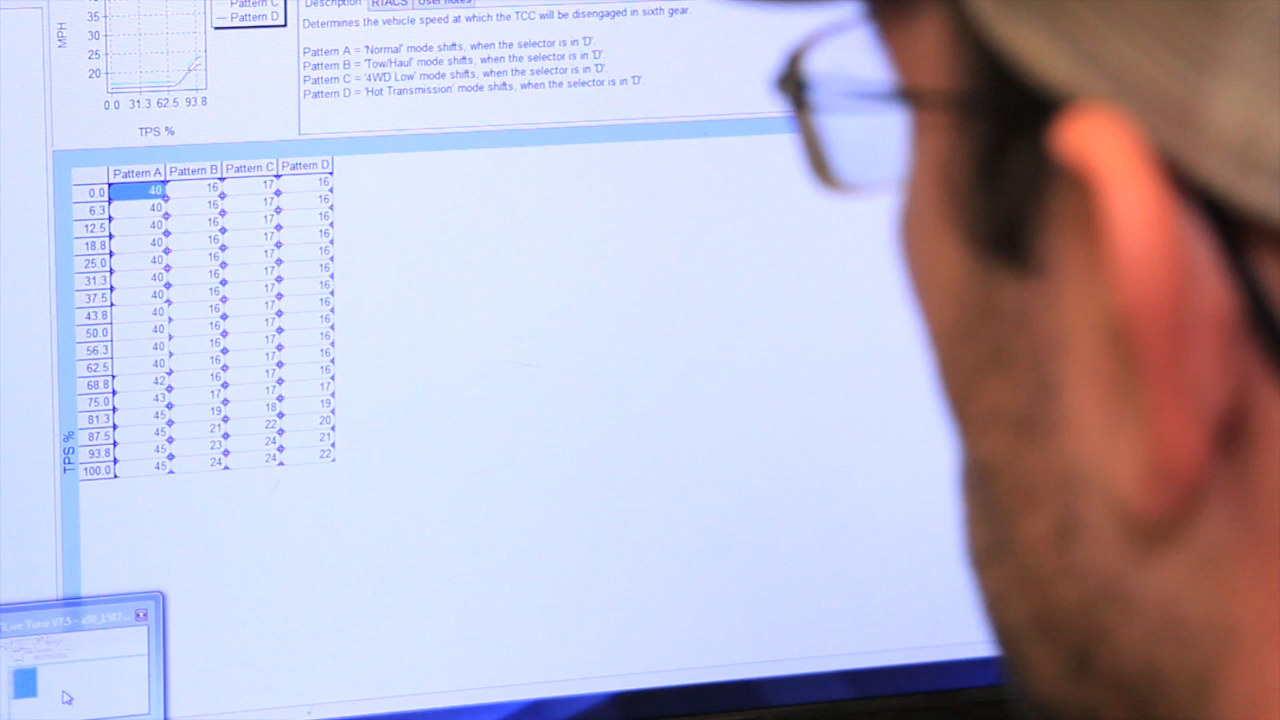 Pattern C
Pattern D
35
30
25
20
MPH
0.0 31.3 62.5 93.8
TPS %
Description RTACS User notes
Determines the vehicle speed at which the TCC will be disengaged in sixth gear.
Pattern A = 'Normal' mode shifts, when the selector is in 'D'.
Pattern B = 'Tow/Haul' mode shifts, when the selector is in 'D'.
Pattern C = '4WD Low' mode shifts, when the selector is in 'D'.
Pattern D = 'Hot Transmission' mode shifts, when the selector is in 'D'.
Pattern A Pattern B Pattern C Pattern D
0.0 40 16 17 16
6.3 40 16 17 16
12.5 40 16 17 16
18.8 40 16 17 16
25.0 40 16 17 16
31.3 40 16 17 16
37.5 40 16 17 16
43.8 40 16 17 16
50.0 40 16 17 16
56.3 40 16 17 16
62.5 40 16 17 16
68.8 42 16 17 16
75.0 43 17 17 17
81.3 45 19 18 19
87.5 45 21 22 20
93.8 45 23 24 21
100.0 45 24 24 22
TPS %
Live Tune V7.5 -